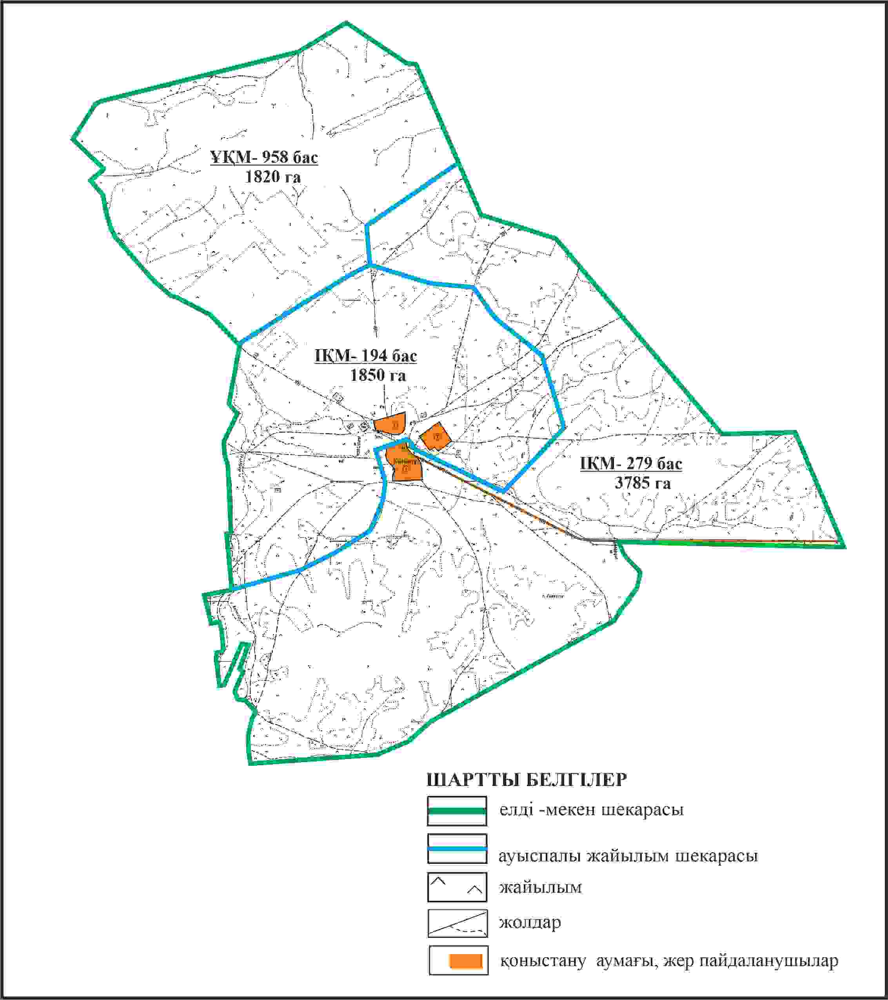 ҰҚМ- 958 бас
1820 га
ІҚМ- 194 бас
1850 га
ІҚМ- 279 бас
3785 га
ШАРТТЫ БЕЛГІЛЕР
елді -мекен шекарасы
ауыспалы жайылым шекарасы
жайылым
жолдар
қоныстану аумағы, жер пайдаланушылар